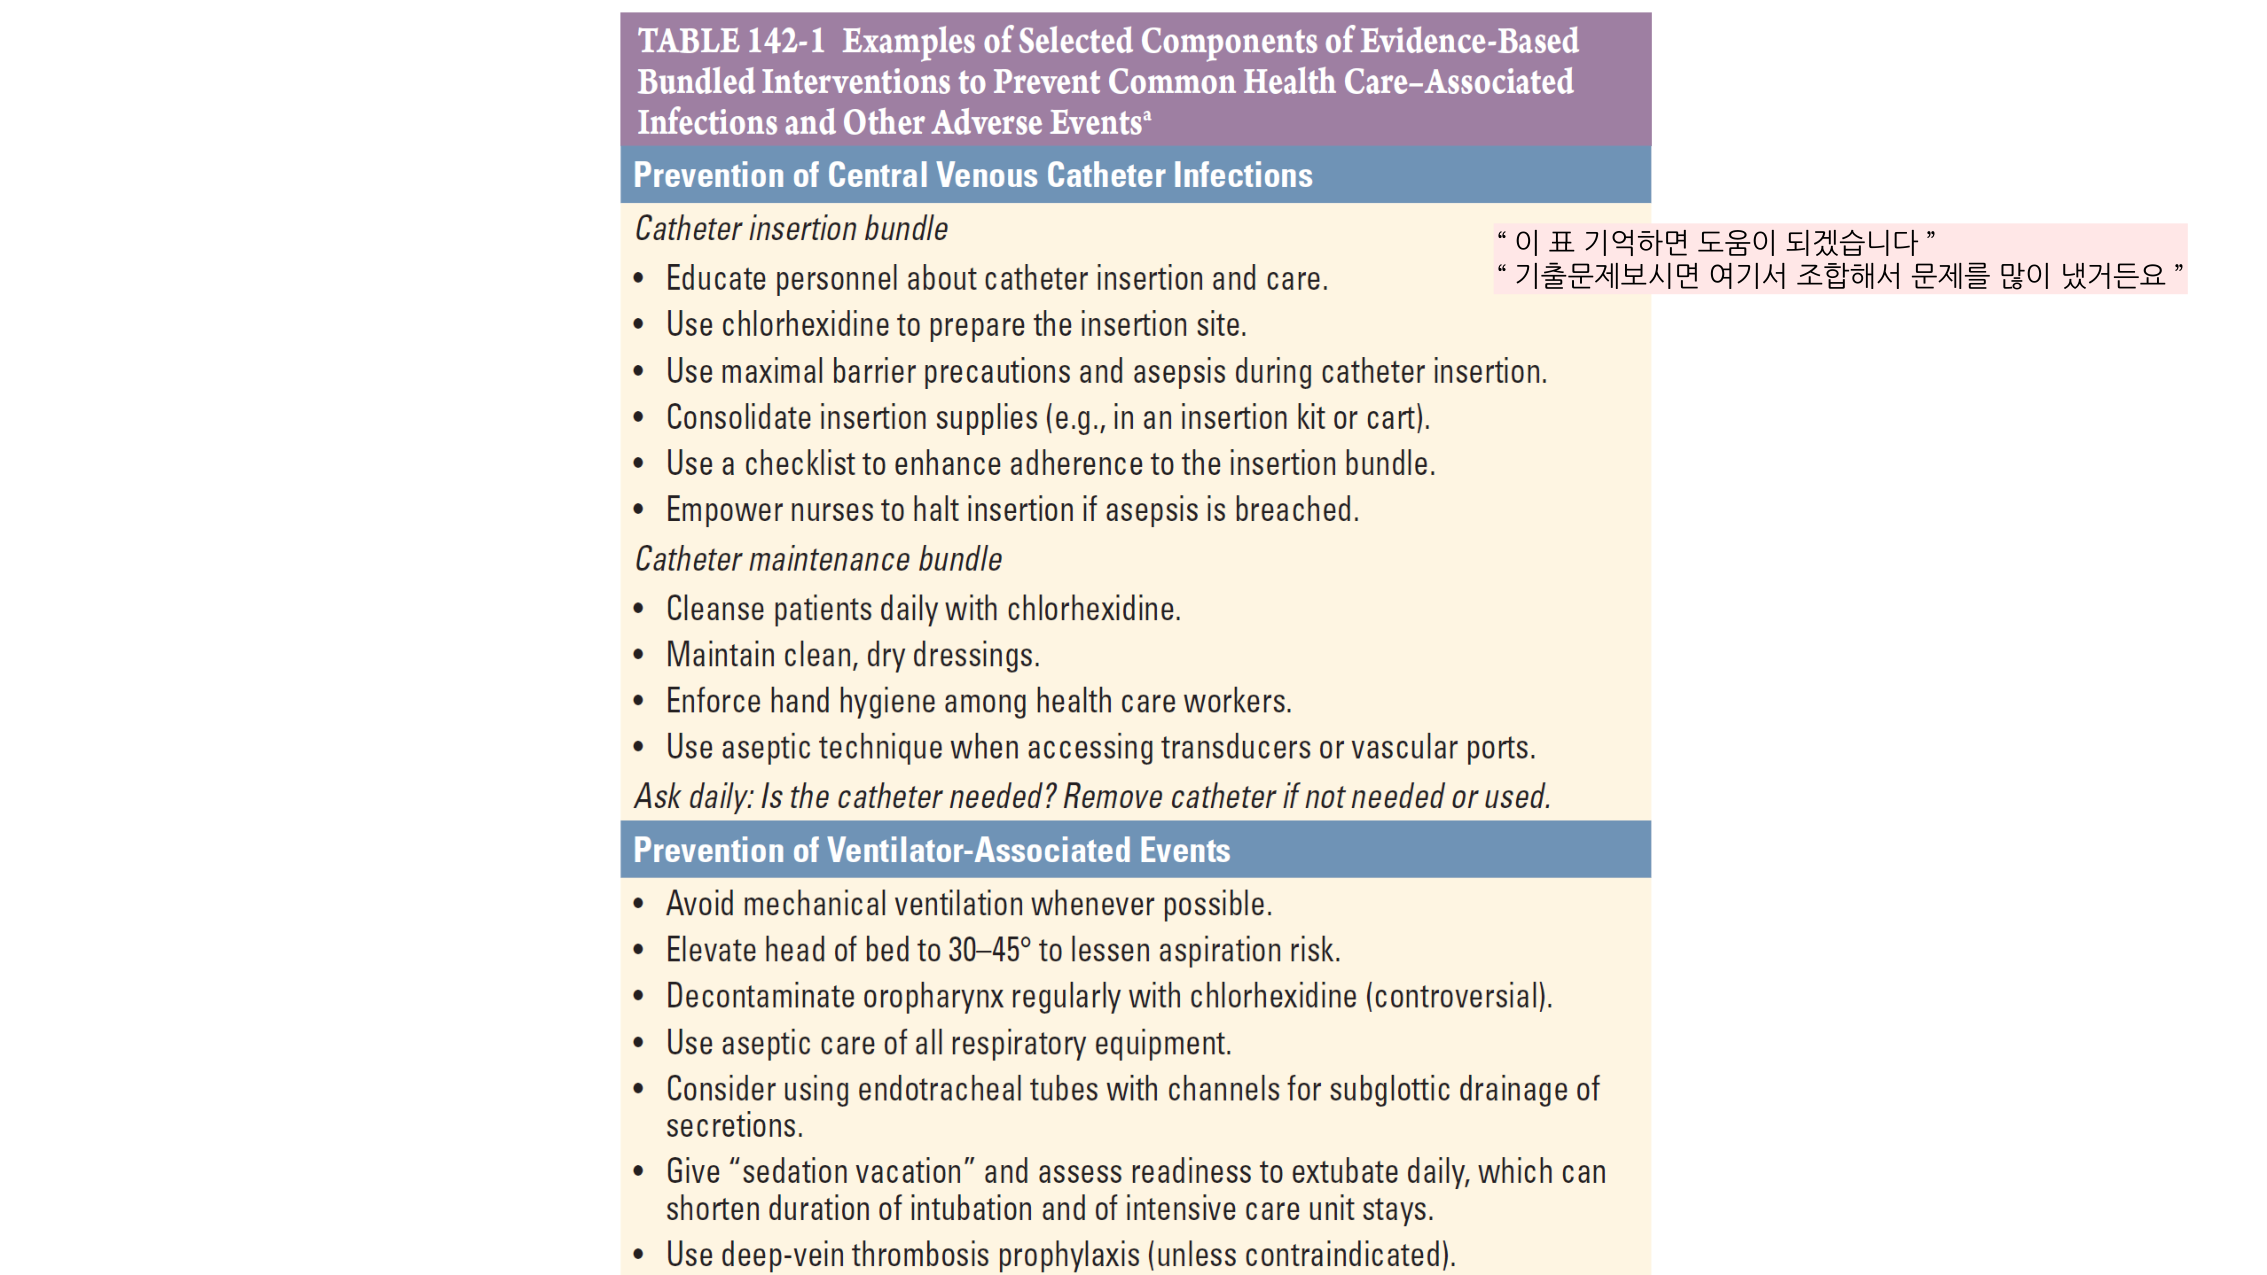 TABLE 142-1 Examples of Selected Components of Evidence-Based
Bundled Interventions to Prevent Common Health Care–Associated
Infections and Other Adverse Eventsª
Prevention of Central Venous Catheter Infections
Catheter insertion bundle
“ 이 표 기억하면 도움이 되겠습니다 ”
“ 기출문제보시면 여기서 조합해서 문제를 많이 냈거든요 ”
• Educate personnel about catheter insertion and care.
• Use chlorhexidine to prepare the insertion site.
• Use maximal barrier precautions and asepsis during catheter insertion.
• Consolidate insertion supplies (e.g., in an insertion kit or cart).
• Use a checklist to enhance adherence to the insertion bundle.
• Empower nurses to halt insertion if asepsis is breached.
Catheter maintenance bundle
• Cleanse patients daily with chlorhexidine.
• Maintain clean, dry dressings.
• Enforce hand hygiene among health care workers.
• Use aseptic technique when accessing transducers or vascular ports.
Ask daily: Is the catheter needed? Remove catheter if not needed or used.
Prevention of Ventilator-Associated Events
• Avoid mechanical ventilation whenever possible.
• Elevate head of bed to 30–45° to lessen aspiration risk.
• Decontaminate oropharynx regularly with chlorhexidine (controversial).
• Use aseptic care of all respiratory equipment.
• Consider using endotracheal tubes with channels for subglottic drainage of
secretions.
• Give “sedation vacation” and assess readiness to extubate daily, which can
shorten duration of intubation and of intensive care unit stays.
• Use deep-vein thrombosis prophylaxis (unless contraindicated).